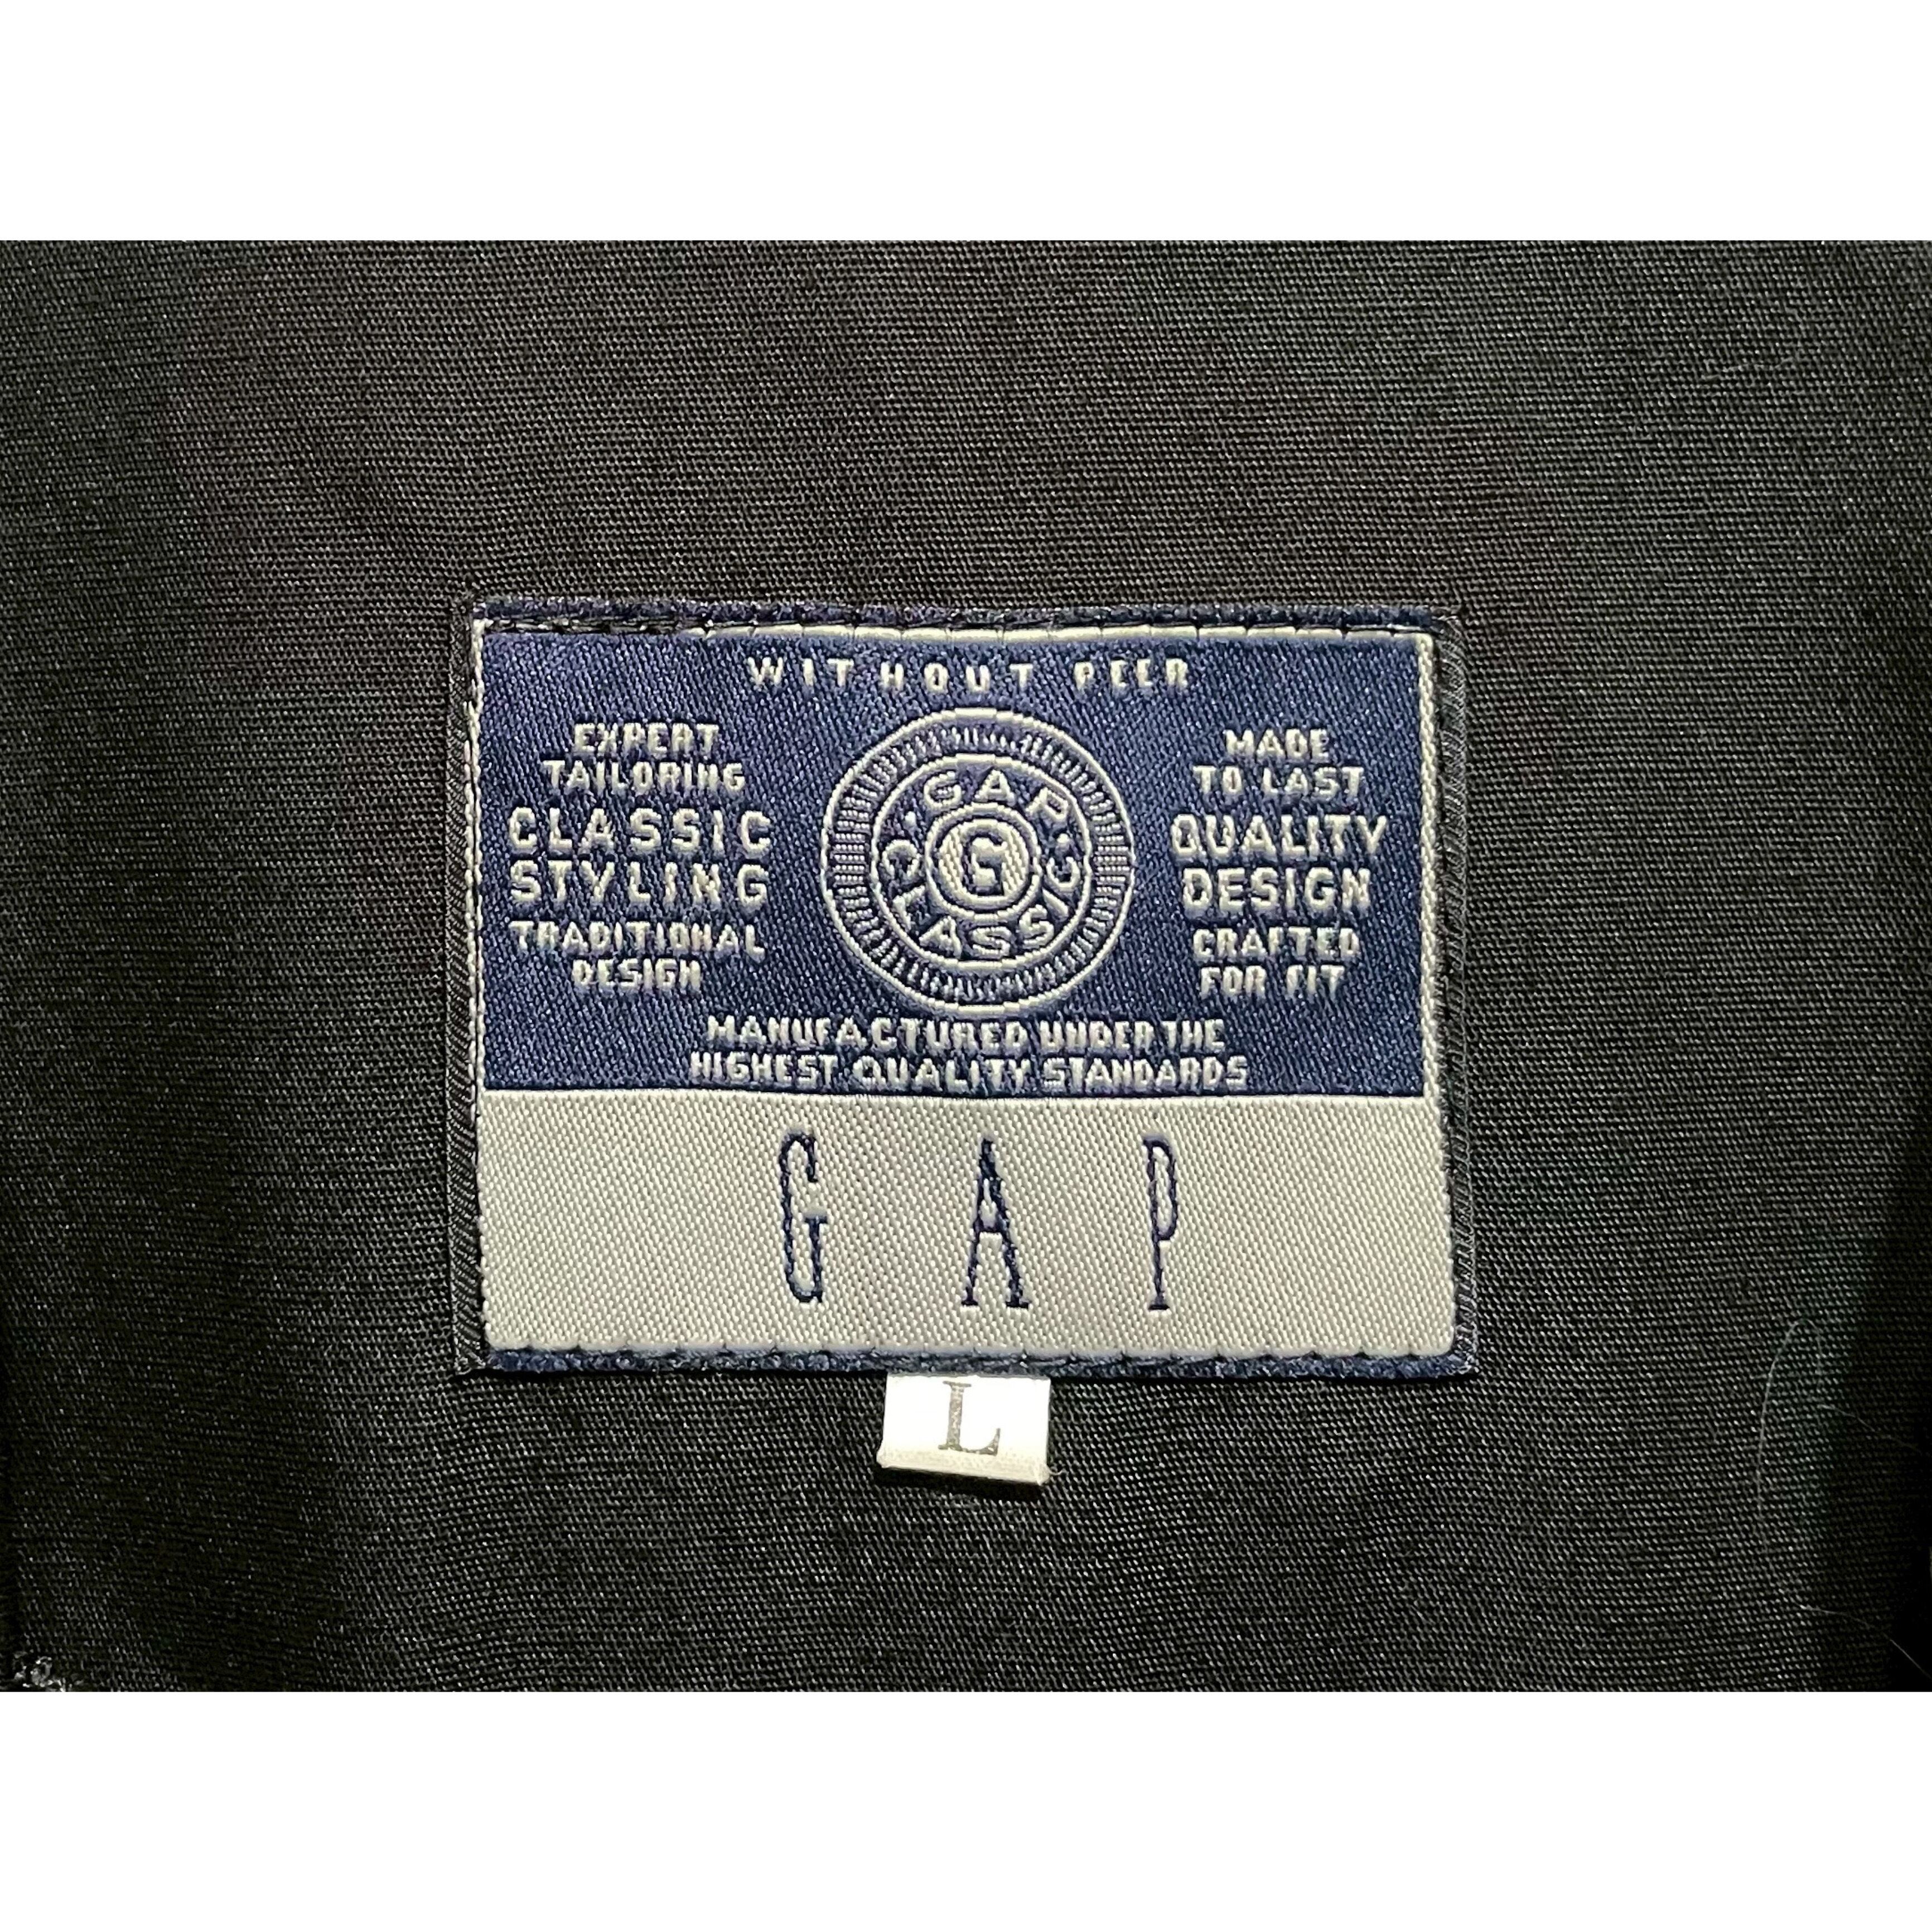 WITHOUT PEER
EXPERT
TAILORING
CLASSIC
STYLING
TRADITIONAL
DESIGN
GAP
G
CLASSIC
MADE
TO LAST
QUALITY
DESIGN
CRAFTED
FOR FIT
MANUFACTURED UNDER THE
HIGHEST QUALITY STANDARDS
GAP
L